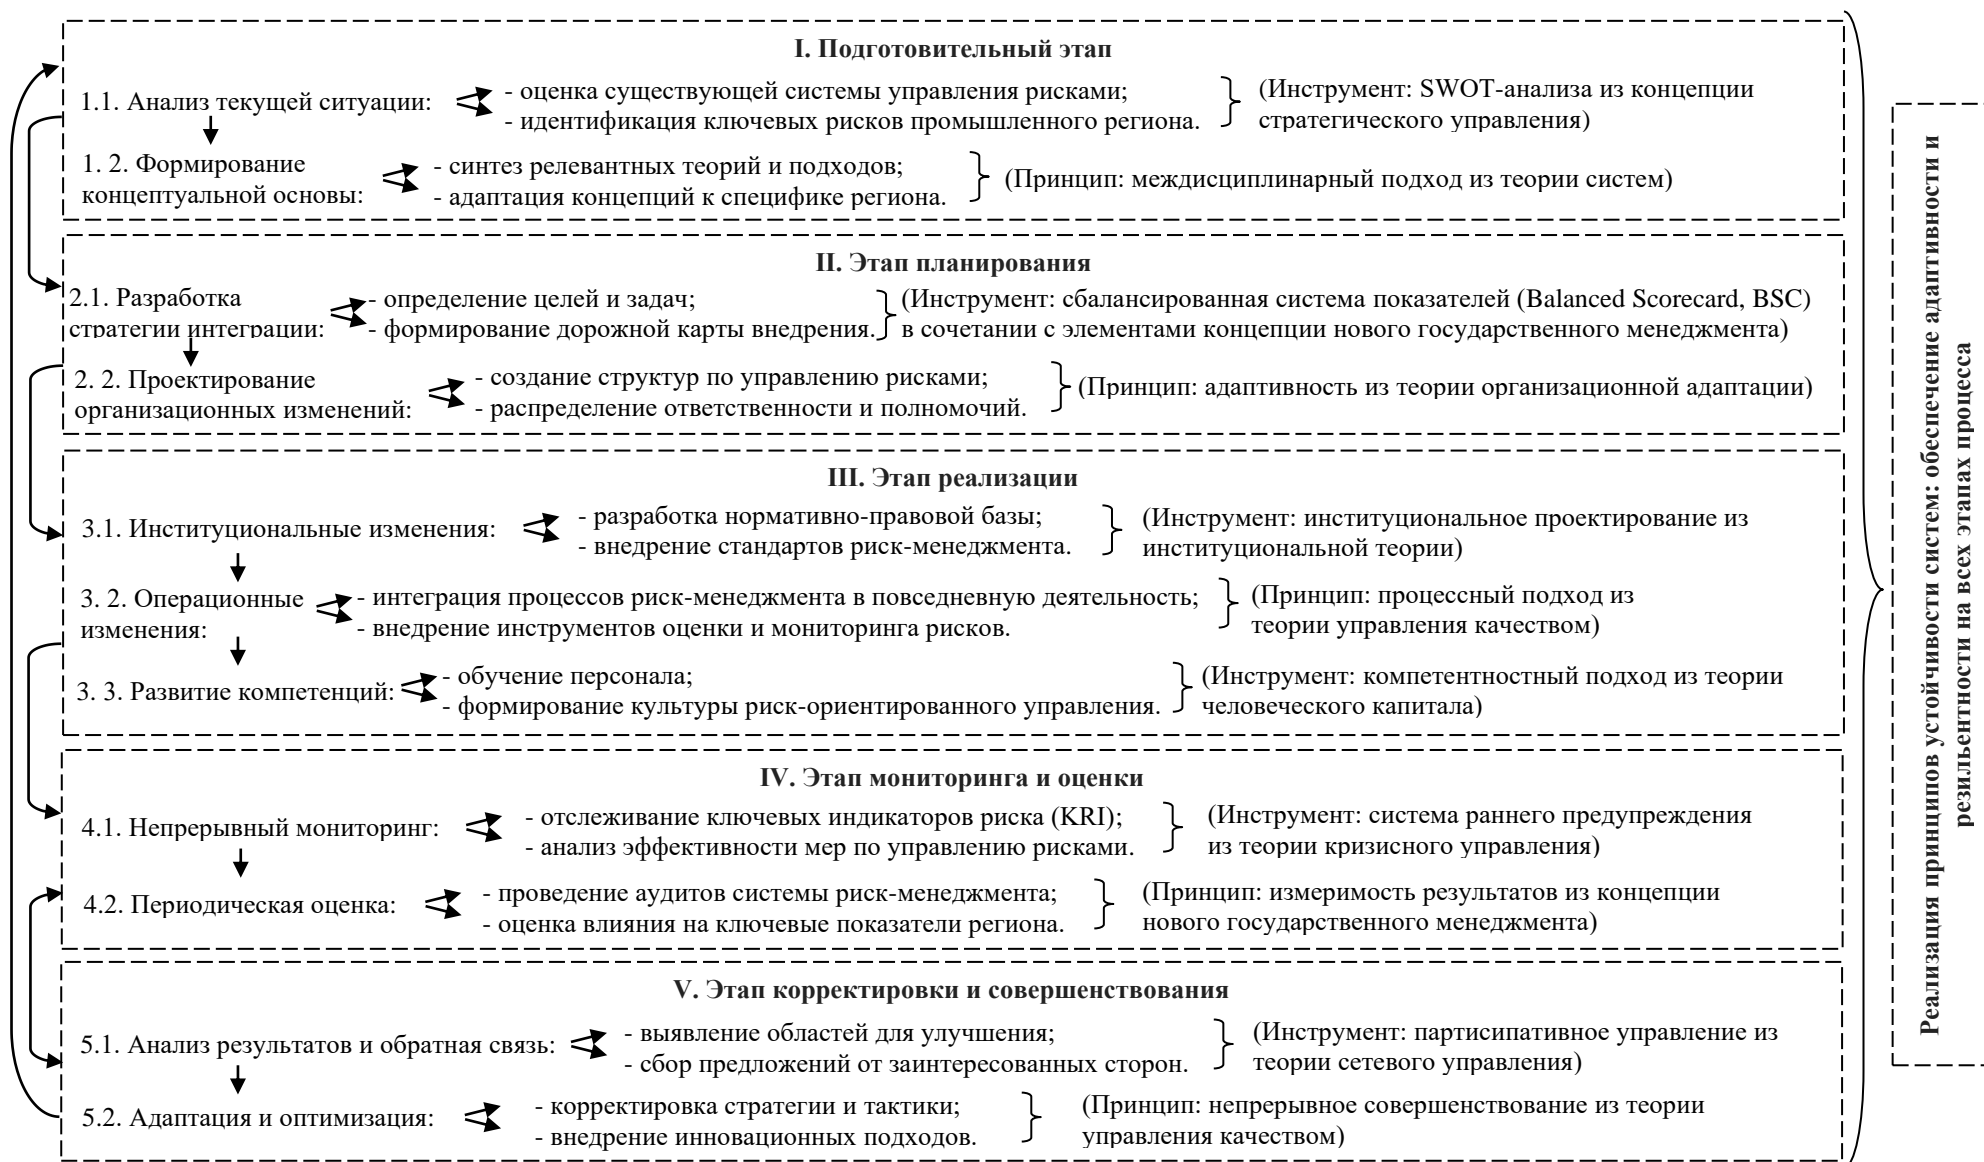 I. Подготовительный этап
1.1. Анализ текущей ситуации:
- оценка существующей системы управления рисками;
- идентификация ключевых рисков промышленного региона.
(Инструмент: SWOT-анализа из концепции
стратегического управления)
1. 2. Формирование
концептуальной основы:
- синтез релевантных теорий и подходов;
- адаптация концепций к специфике региона.
(Принцип: междисциплинарный подход из теории систем)
II. Этап планирования
2.1. Разработка
стратегии интеграции:
- определение целей и задач;
- формирование дорожной карты внедрения.
(Инструмент: сбалансированная система показателей (Balanced Scorecard, BSC)
в сочетании с элементами концепции нового государственного менеджмента)
2. 2. Проектирование
организационных изменений:
- создание структур по управлению рисками;
- распределение ответственности и полномочий.
(Принцип: адаптивность из теории организационной адаптации)
III. Этап реализации
3.1. Институциональные изменения:
- разработка нормативно-правовой базы;
- внедрение стандартов риск-менеджмента.
(Инструмент: институциональное проектирование из
институциональной теории)
3. 2. Операционные
изменения:
- интеграция процессов риск-менеджмента в повседневную деятельность;
- внедрение инструментов оценки и мониторинга рисков.
(Принцип: процессный подход из
теории управления качеством)
3. 3. Развитие компетенций:
- обучение персонала;
- формирование культуры риск-ориентированного управления.
(Инструмент: компетентностный подход из теории
человеческого капитала)
IV. Этап мониторинга и оценки
4.1. Непрерывный мониторинг:
- отслеживание ключевых индикаторов риска (KRI);
- анализ эффективности мер по управлению рисками.
(Инструмент: система раннего предупреждения
из теории кризисного управления)
4.2. Периодическая оценка:
- проведение аудитов системы риск-менеджмента;
- оценка влияния на ключевые показатели региона.
(Принцип: измеримость результатов из концепции
нового государственного менеджмента)
V. Этап корректировки и совершенствования
5.1. Анализ результатов и обратная связь:
- выявление областей для улучшения;
- сбор предложений от заинтересованных сторон.
(Инструмент: партисипативное управление из
теории сетевого управления)
5.2. Адаптация и оптимизация:
- корректировка стратегии и тактики;
- внедрение инновационных подходов.
(Принцип: непрерывное совершенствование из теории
управления качеством)
Реализация принципов устойчивости систем: обеспечение адаптивности и
резильентности на всех этапах процесса